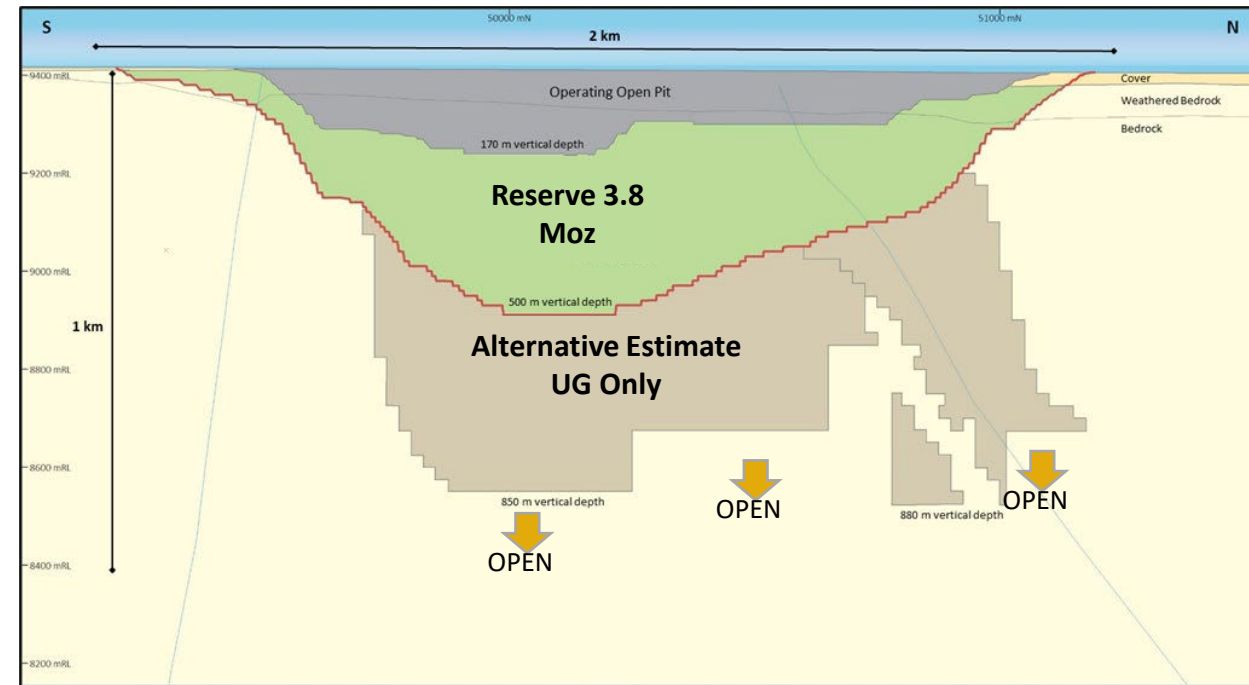 S
50000 mN
51000 mN
N
2 km
9400 mRL
Operating Open Pit
Cover
Weathered Bedrock
Bedrock
170 m vertical depth
9200 mRL
Reserve 3.8
Moz
9000 mRL
500 m vertical depth
1 km
Alternative Estimate
UG Only
8800 mRL
8600 mRL
850 m vertical depth
OPEN
OPEN
880 m vertical depth
OPEN
8400 mRL
8200 mRL